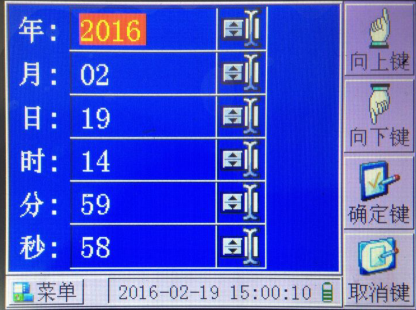 年： 2016
月： 02
日： 19
时： 14
分： 59
秒： 58
向上键
向下键
确定键
取消键
菜单
2016-02-19 15:00:10